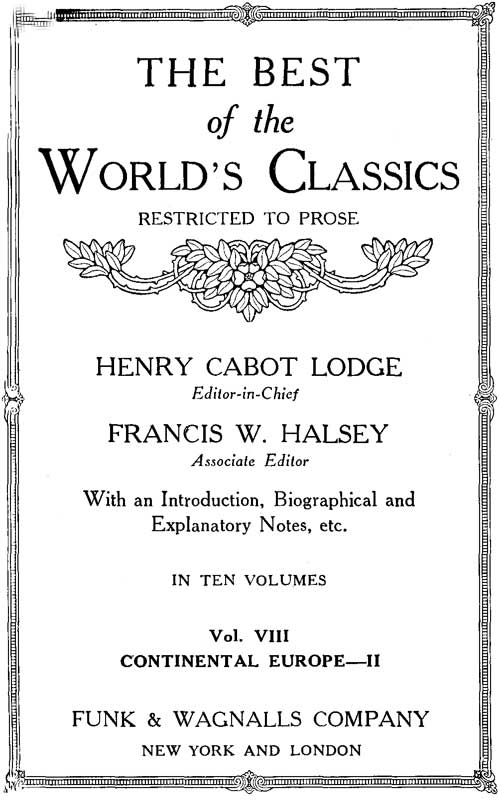 THE BEST
of the
WORLD'S CLASSICS
RESTRICTED TO PROSE
HENRY CABOT LODGE
Editor-in-Chief
FRANCIS W. HALSEY
Associate Editor
With an Introduction, Biographical and
Explanatory Notes, etc.
IN TEN VOLUMES
Vol. VIII
CONTINENTAL EUROPE—II
FUNK & WAGNALLS COMPANY
NEW YORK AND LONDON